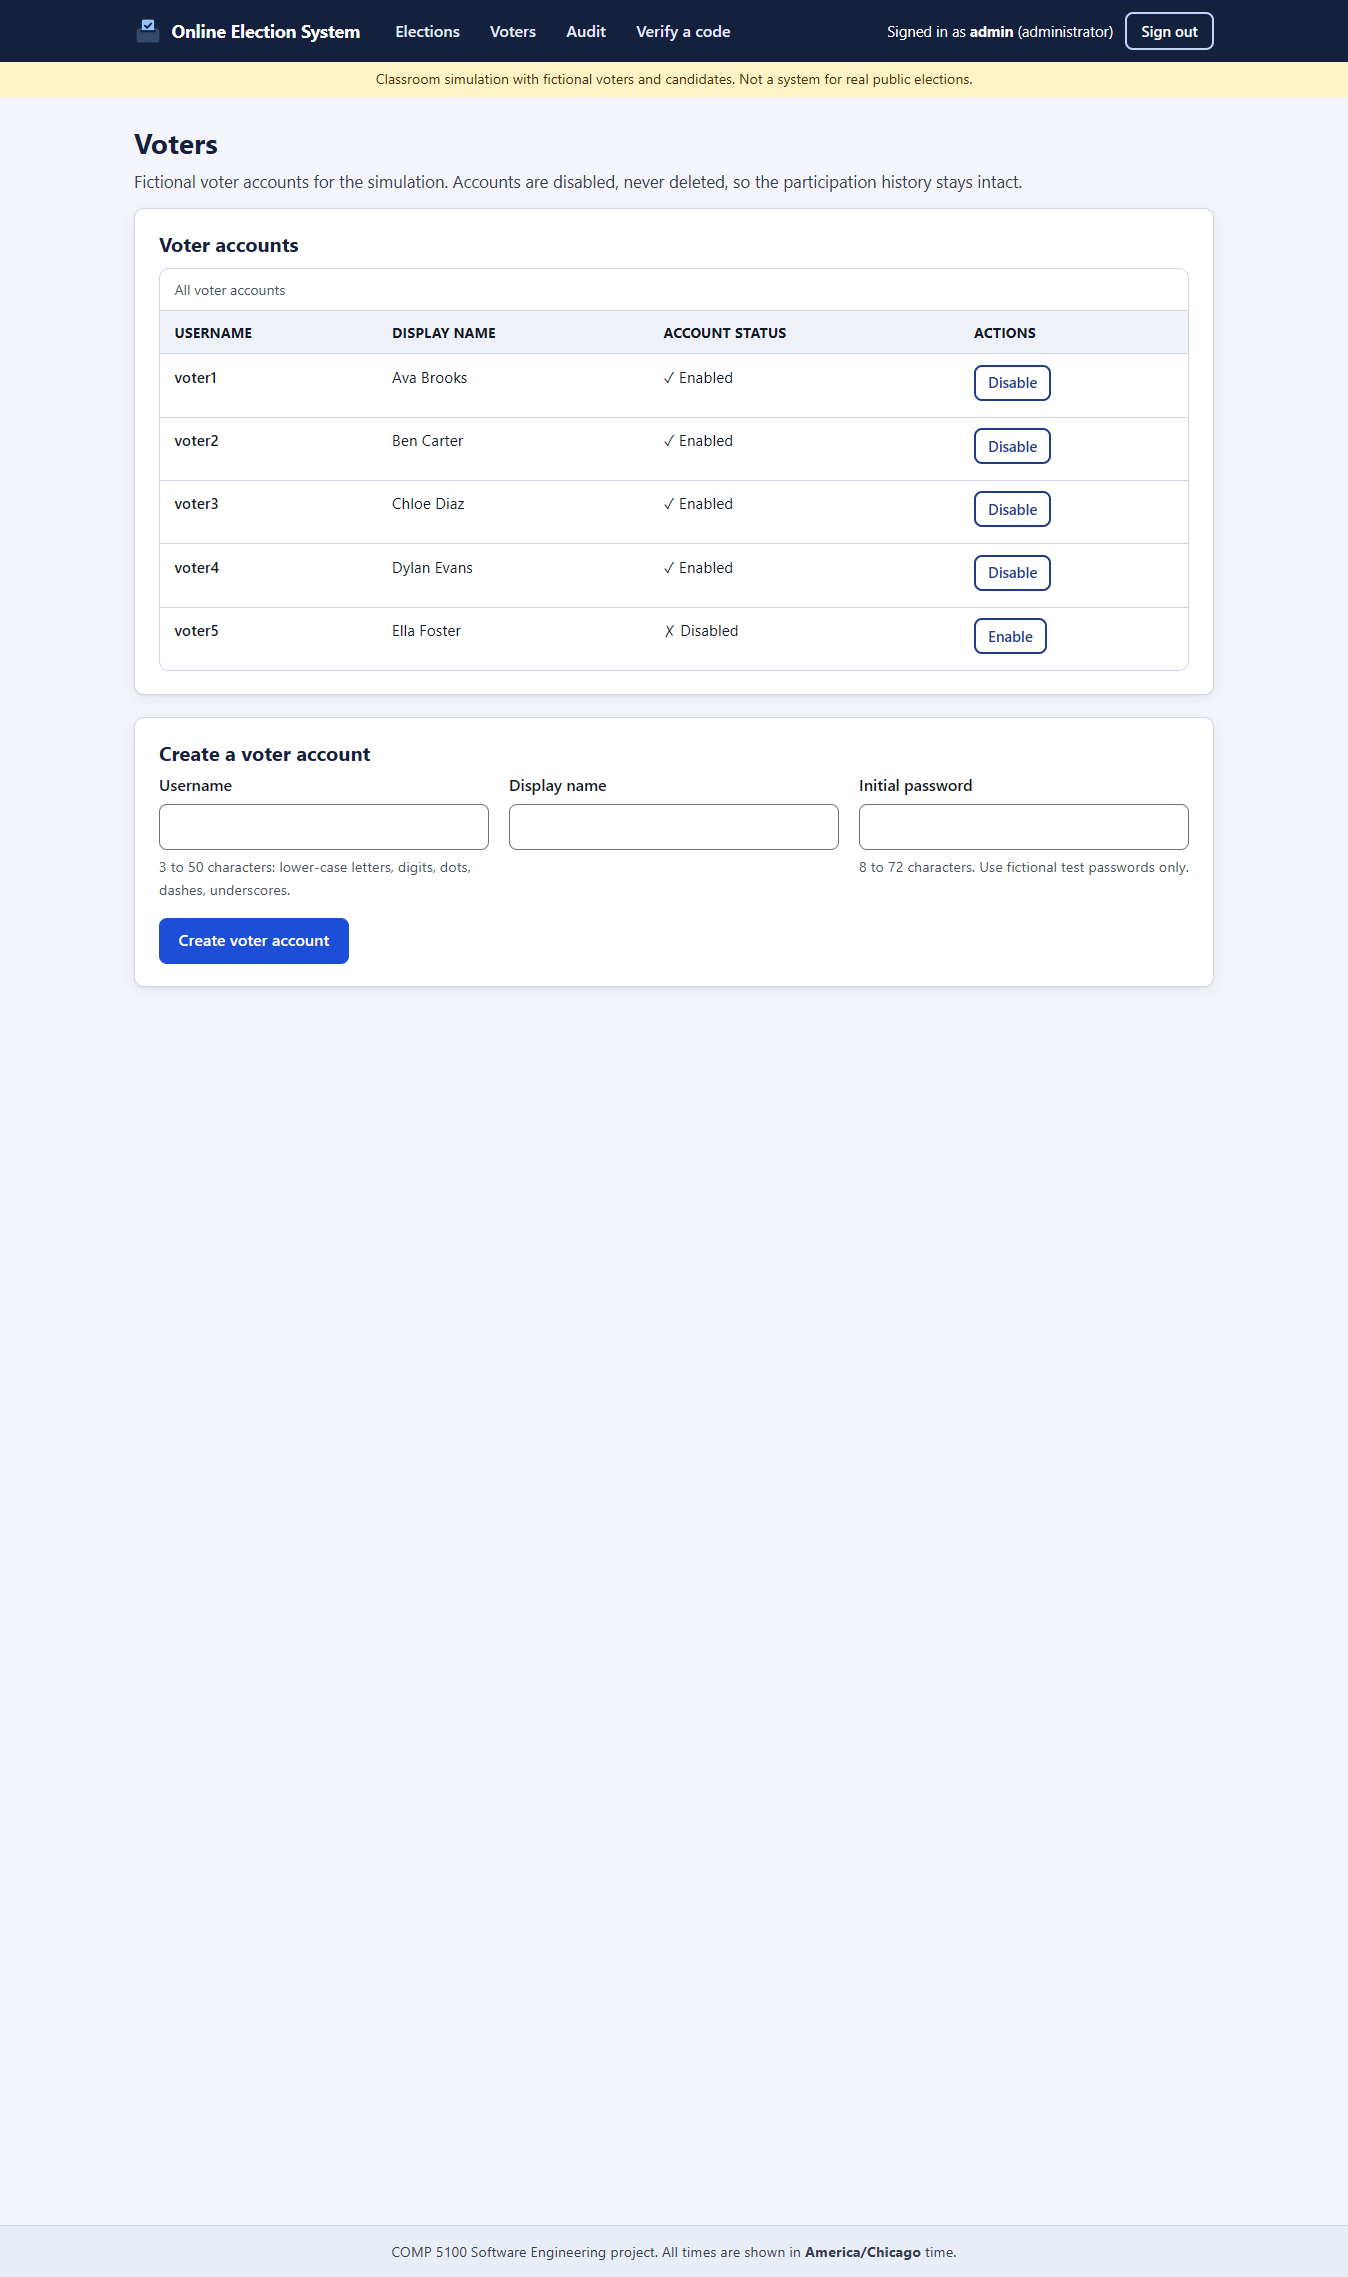 Online Election System Elections Voters Audit Verify a code Signed in as admin (administrator) Sign out
Classroom simulation with fictional voters and candidates. Not a system for real public elections.
Voters
Fictional voter accounts for the simulation. Accounts are disabled, never deleted, so the participation history stays intact.
Voter accounts
All voter accounts
USERNAME DISPLAY NAME ACCOUNT STATUS ACTIONS
voter1 Ava Brooks ✓ Enabled Disable
voter2 Ben Carter ✓ Enabled Disable
voter3 Chloe Diaz ✓ Enabled Disable
voter4 Dylan Evans ✓ Enabled Disable
voter5 Ella Foster ✗ Disabled Enable
Create a voter account
Username Display name Initial password
3 to 50 characters: lower-case letters, digits, dots, 8 to 72 characters. Use fictional test passwords only.
dashes, underscores.
Create voter account
COMP 5100 Software Engineering project. All times are shown in America/Chicago time.